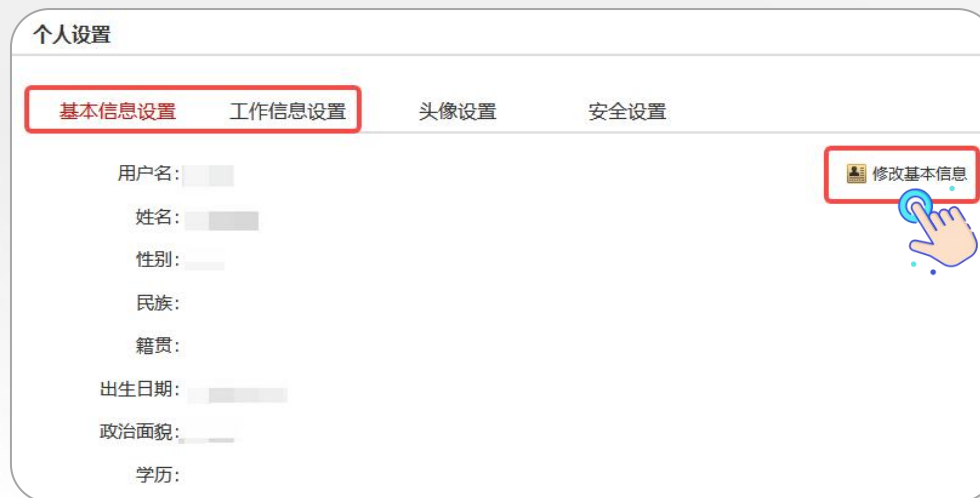 个人设置
基本信息设置 工作信息设置 头像设置 安全设置
用户名:
修改基本信息
姓名:
性别:
民族:
籍贯:
出生日期:
政治面貌:
学历: